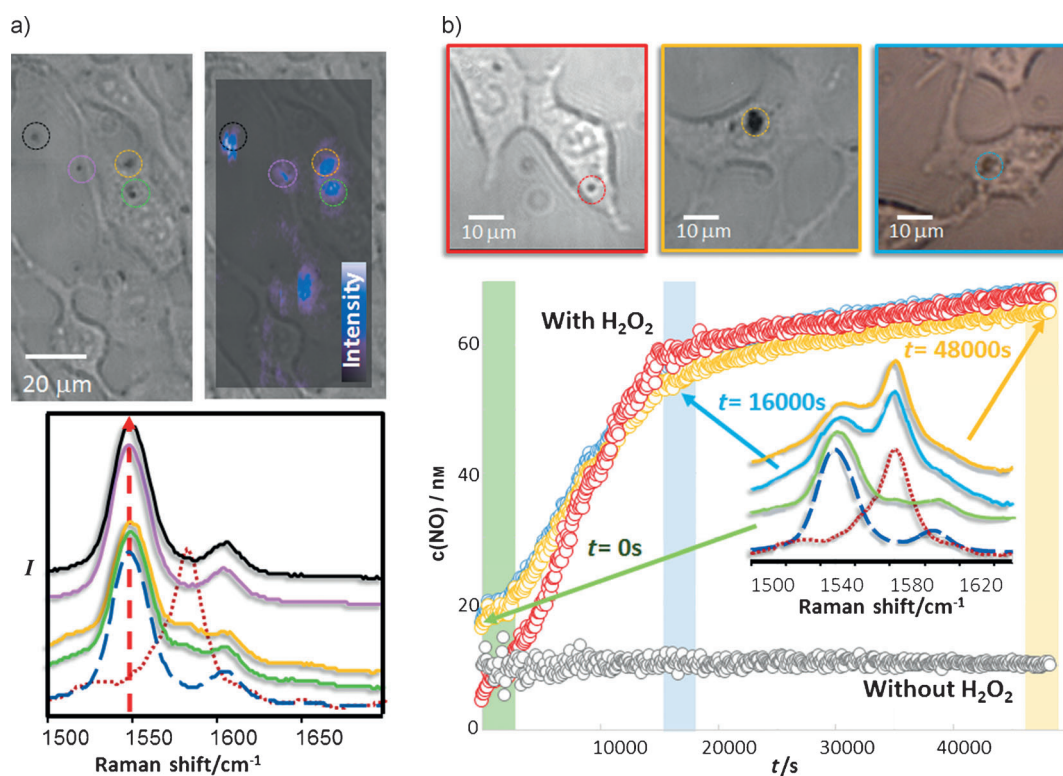 a)
b)
20 μm
Intensity
10 μm
10 μm
10 μm
I
1500
1550
1600
1650
Raman shift/cm⁻¹
c(NO) / nM
60
40
20
0
With H₂O₂
t= 48000s
t= 16000s
t= 0s
1500
1540
1580
1620
Raman shift/cm⁻¹
Without H₂O₂
10000
20000
30000
40000
t/s